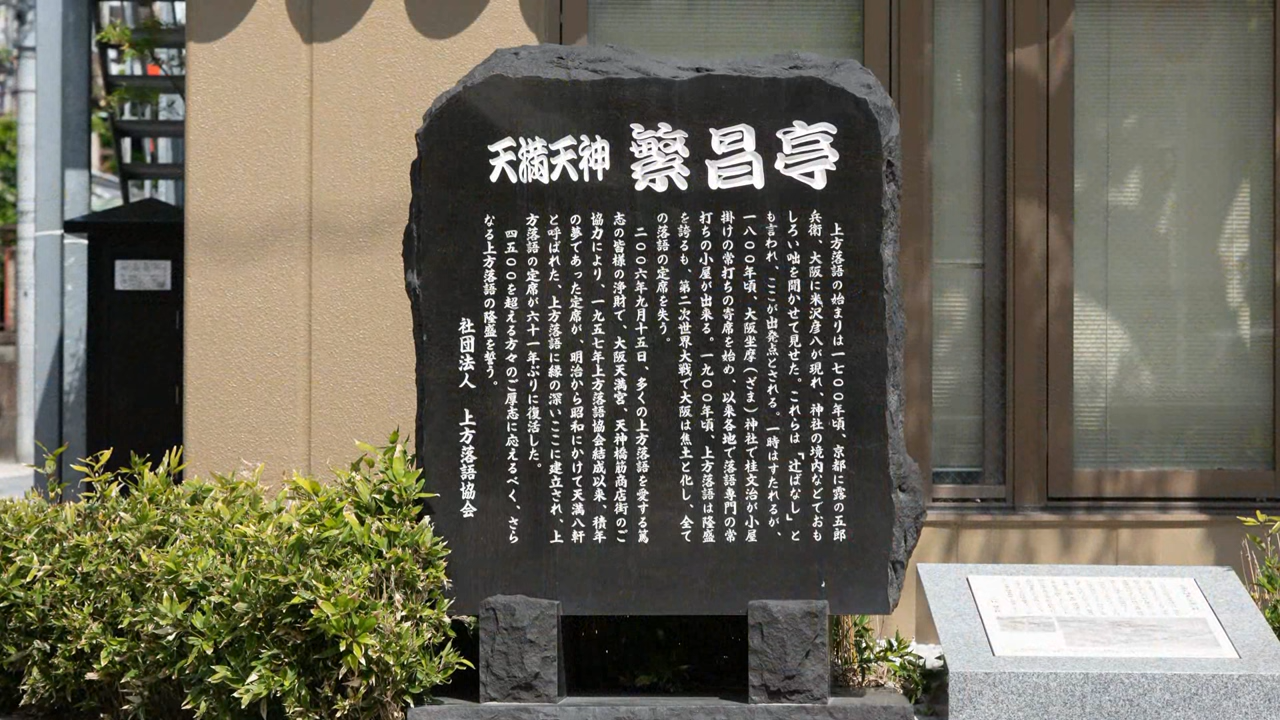 天満天神 繁昌亭
上方落語の始まりは一七〇〇年頃、京都に露の五郎
兵衛、大阪に米沢彦八が現れ、神社の境内などでおも
しろい咄を聞かせて見せた。これらは「辻ばなし」と
も言われ、ここが出発点とされる。一時はすたれるが、
一八〇〇年頃、大阪坐摩(ざま)神社で桂文治が小屋
掛けの常打ちの寄席を始め、以来各地で落語専門の常
打ちの小屋が出来る。一九〇〇年頃、上方落語は隆盛
を誇るも、第二次世界大戦で大阪は焦土と化し、全て
の落語の定席を失う。
二〇〇六年九月十五日、多くの上方落語を愛する篤
志の皆様の浄財で、大阪天満宮、天神橋筋商店街のご
協力により、一九五七年上方落語協会結成以来、積年
の夢であった定席が、明治から昭和にかけて天満八軒
と呼ばれた、上方落語に縁の深いここに建立され、上
方落語の定席が六十一年ぶりに復活した。
四五〇〇を超える方々のご厚志に応えるべく、さら
なる上方落語の隆盛を誓う。
社団法人 上方落語協会